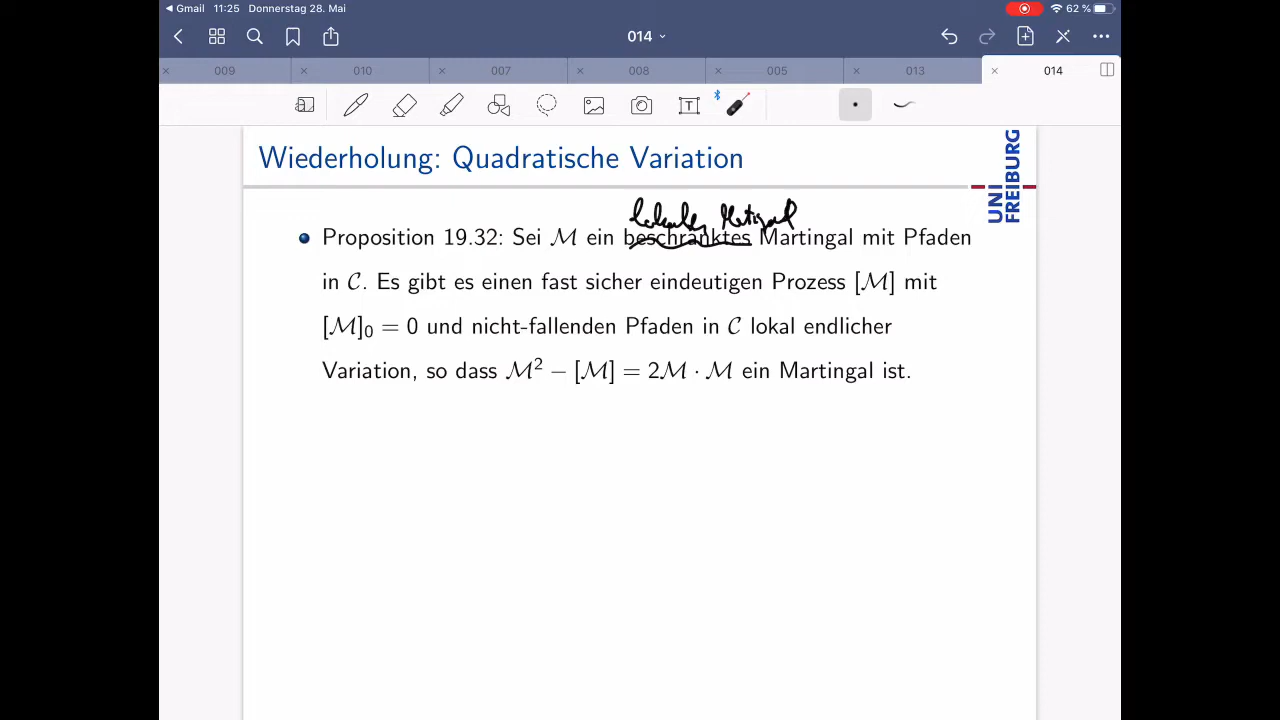 Gmail 11:25 Donnerstag 28. Mai 62 %
014
009 010 007 008 005 013 014
T
Wiederholung: Quadratische Variation
UNI
FREIBURG
lokales Martingal
Proposition 19.32: Sei ℳ ein beschränktes Martingal mit Pfaden
in 𝒞. Es gibt es einen fast sicher eindeutigen Prozess [ℳ] mit
[ℳ]₀ = 0 und nicht-fallenden Pfaden in 𝒞 lokal endlicher
Variation, so dass ℳ² − [ℳ] = 2ℳ · ℳ ein Martingal ist.